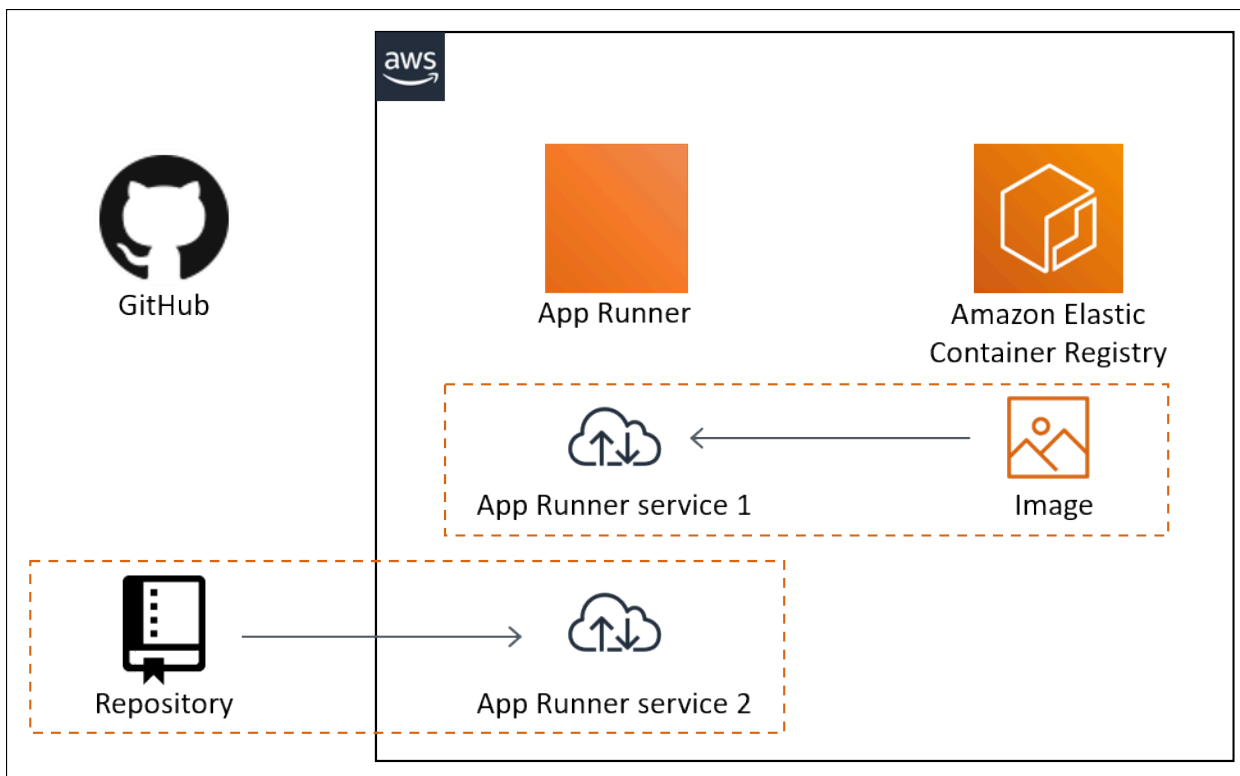 aws
GitHub
App Runner
Amazon Elastic
Container Registry
App Runner service 1
Image
Repository
App Runner service 2